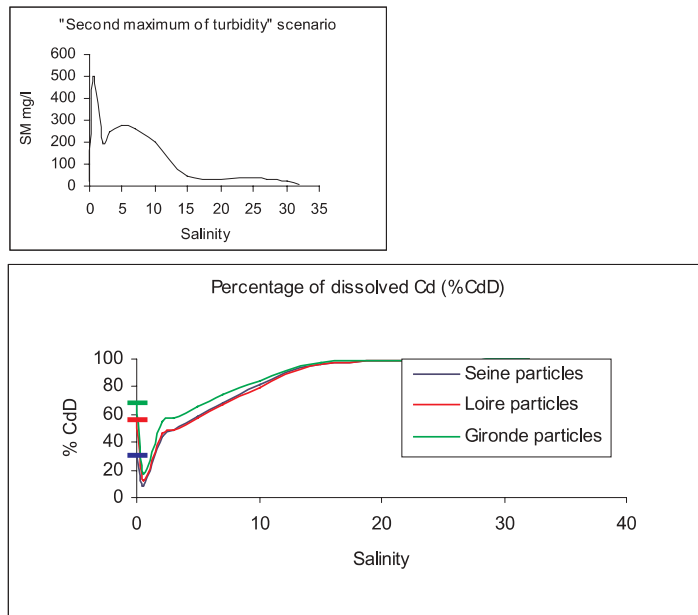 "Second maximum of turbidity" scenario
SM mg/l
600
500
400
300
200
100
0
0 5 10 15 20 25 30 35
Salinity
Percentage of dissolved Cd (%CdD)
% CdD
100
80
60
40
20
0
Seine particles
Loire particles
Gironde particles
0 10 20 30 40
Salinity